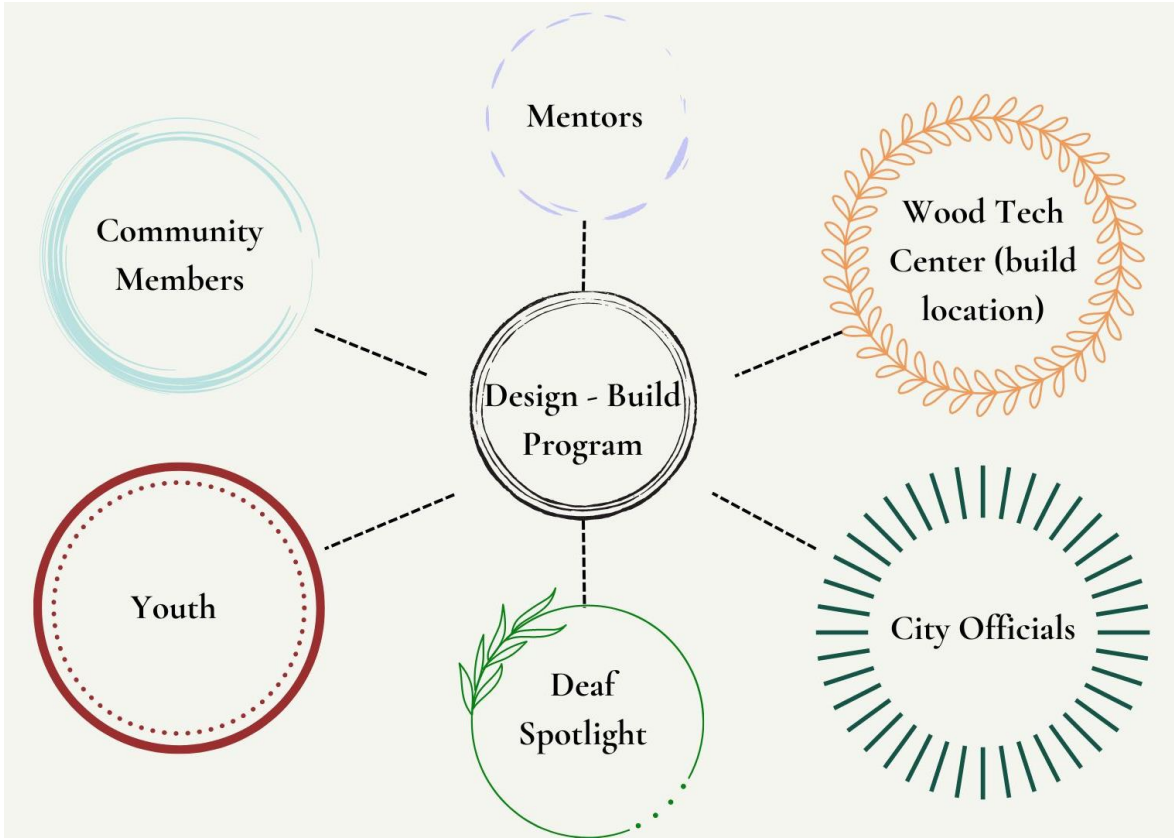 Mentors
Community
Members
Wood Tech
Center (build
location)
Design - Build
Program
Youth
Deaf
Spotlight
City Officials